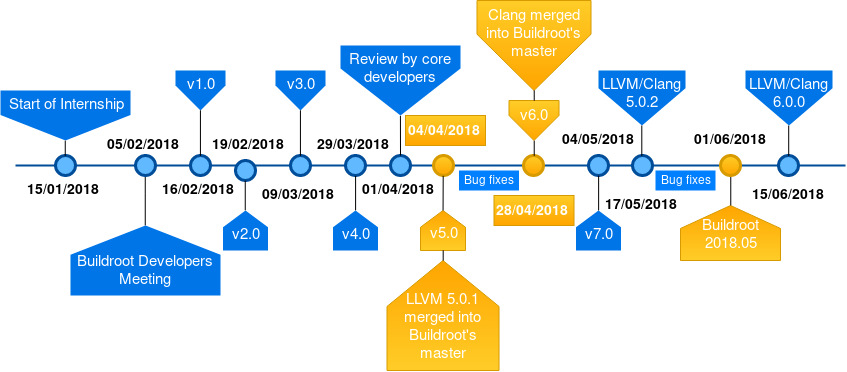 Clang merged
into Buildroot's
master
Review by core
developers
v1.0
v3.0
LLVM/Clang
5.0.2
LLVM/Clang
6.0.0
Start of Internship
v6.0
04/04/2018
05/02/2018
19/02/2018
29/03/2018
04/05/2018
01/06/2018
Bug fixes
Bug fixes
15/01/2018
16/02/2018
09/03/2018
01/04/2018
28/04/2018
17/05/2018
15/06/2018
v2.0
v4.0
v5.0
v7.0
Buildroot
2018.05
Buildroot Developers
Meeting
LLVM 5.0.1
merged into
Buildroot's
master